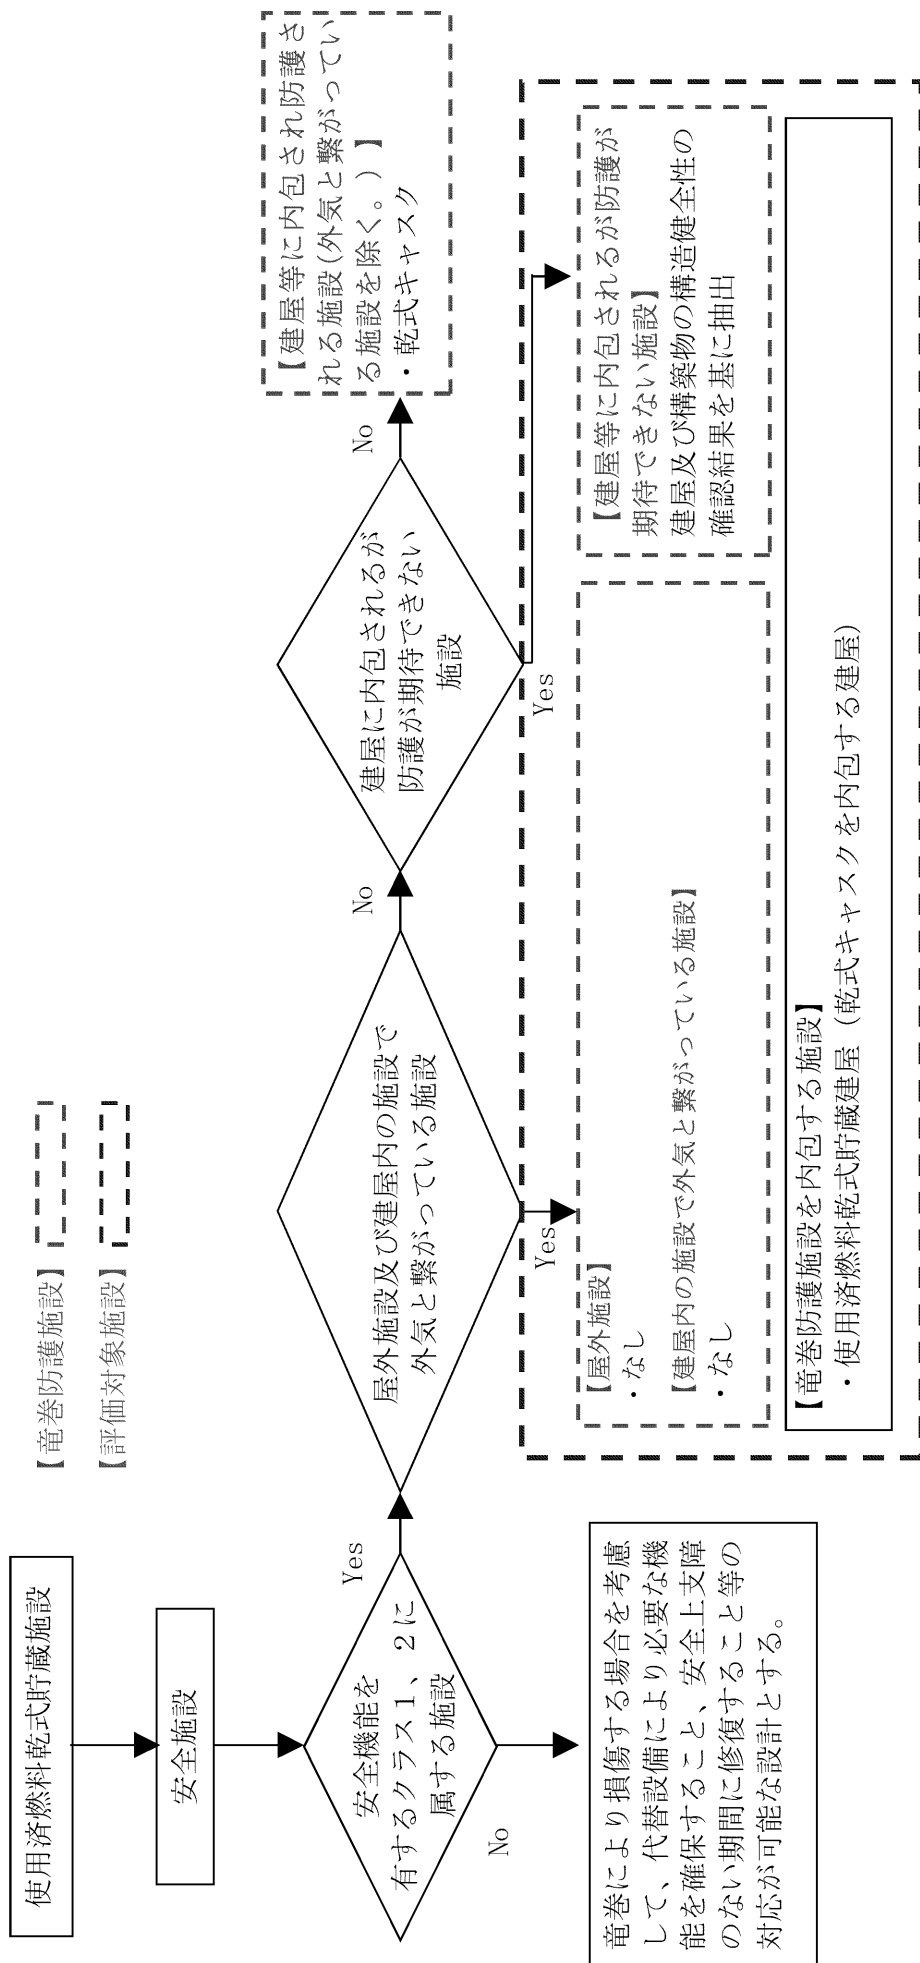 使用済燃料乾式貯蔵施設
安全施設
安全機能を
有するクラス１、２に
属する施設
Yes
No
竜巻により損傷する場合を考慮
して、代替設備により必要な機
能を確保すること、安全上支障
のない期間に修復すること等の
対応が可能な設計とする。
【竜巻防護施設】
【評価対象施設】
屋外施設及び建屋内の施設で
外気と繋がっている施設
No
Yes
【屋外施設】
・なし
【建屋内の施設で外気と繋がっている施設】
・なし
建屋に内包されるが
防護が期待できない
施設
No
Yes
【建屋等に内包され防護さ
れる施設(外気と繋がってい
る施設を除く。)】
・乾式キャスク
【建屋等に内包されるが防護が
期待できない施設】
建屋及び構築物の構造健全性の
確認結果を基に抽出
【竜巻防護施設を内包する施設】
・使用済燃料乾式貯蔵建屋（乾式キャスクを内包する建屋）